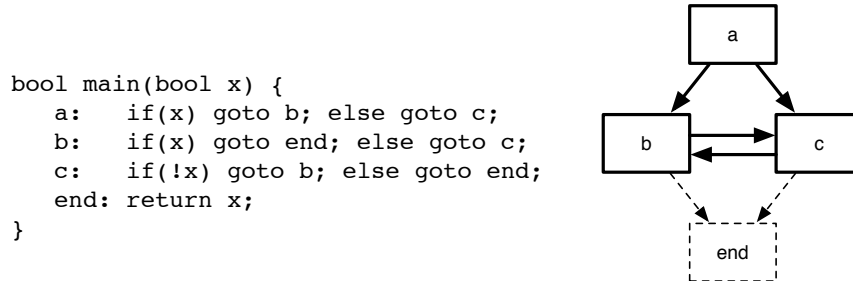 bool main(bool x) {
a: if(x) goto b; else goto c;
b: if(x) goto end; else goto c;
c: if(!x) goto b; else goto end;
end: return x;
}
a
b c
end